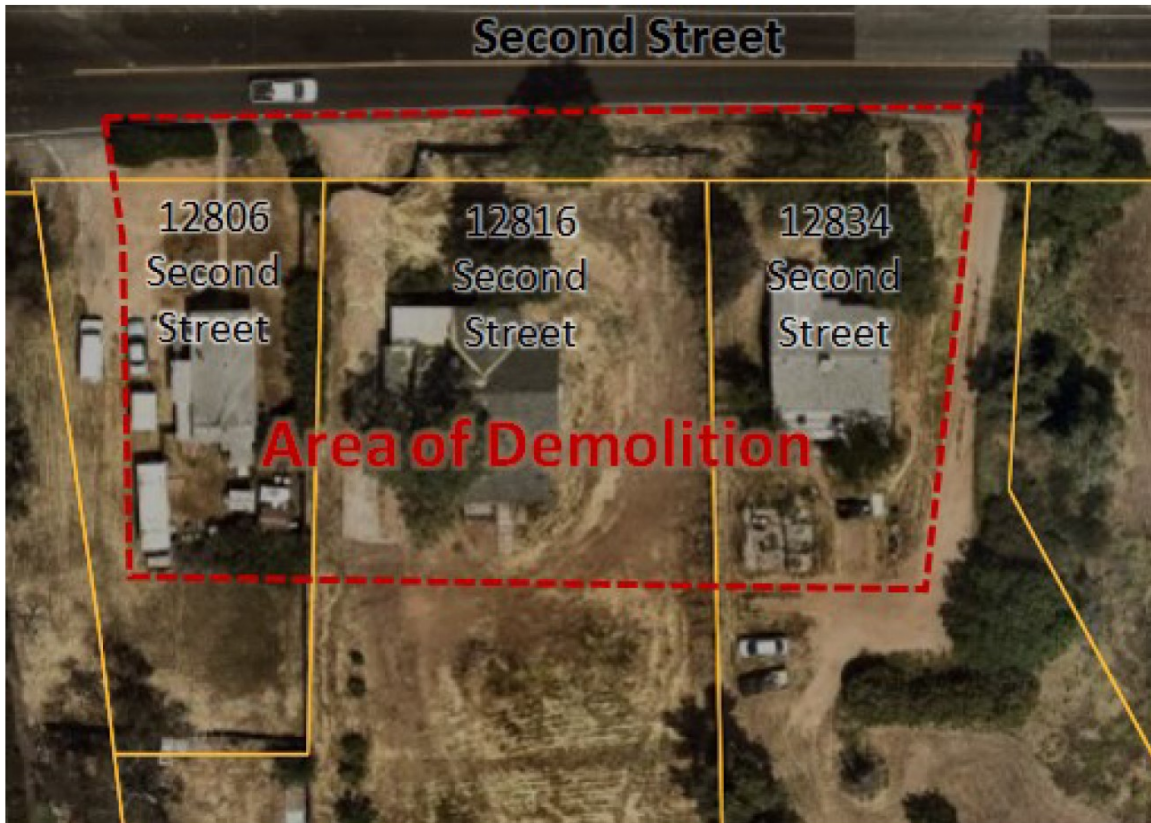 Second Street
12806
Second
Street
12816
Second
Street
12834
Second
Street
Area of Demolition